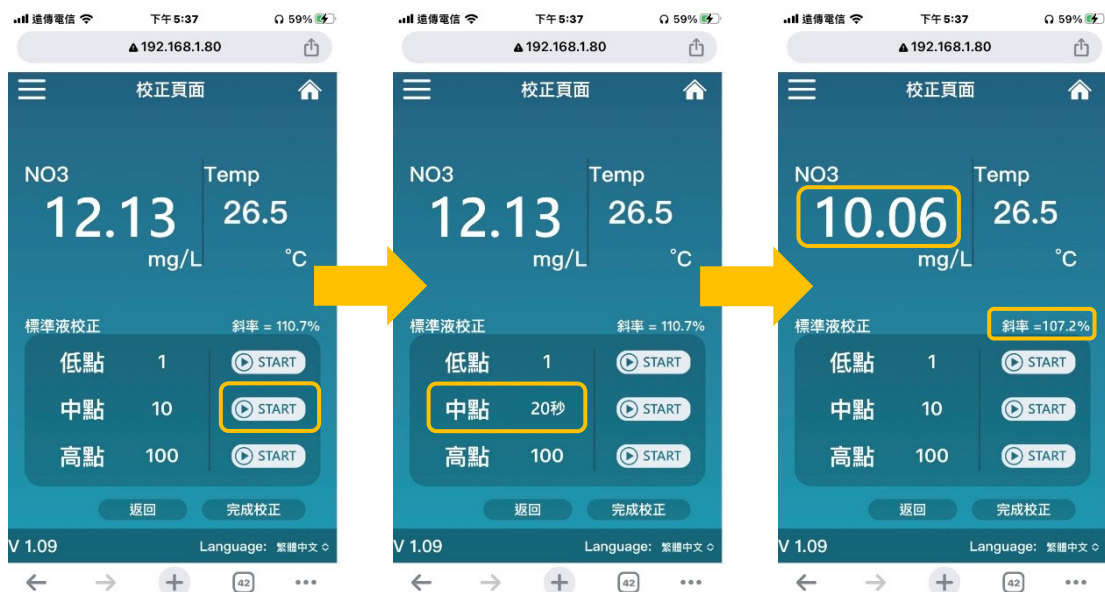 遠傳電信 下午 5:37 59%
192.168.1.80
校正頁面
NO3 Temp
12.13 26.5
mg/L °C
標準液校正 斜率 = 110.7%
低點 1 START
中點 10 START
高點 100 START
返回 完成校正
V 1.09 Language: 繁體中文
42
遠傳電信 下午 5:37 59%
192.168.1.80
校正頁面
NO3 Temp
12.13 26.5
mg/L °C
標準液校正 斜率 = 110.7%
低點 1 START
中點 20秒 START
高點 100 START
返回 完成校正
V 1.09 Language: 繁體中文
42
遠傳電信 下午 5:37 59%
192.168.1.80
校正頁面
NO3 Temp
10.06 26.5
mg/L °C
標準液校正 斜率 =107.2%
低點 1 START
中點 10 START
高點 100 START
返回 完成校正
V 1.09 Language: 繁體中文
42